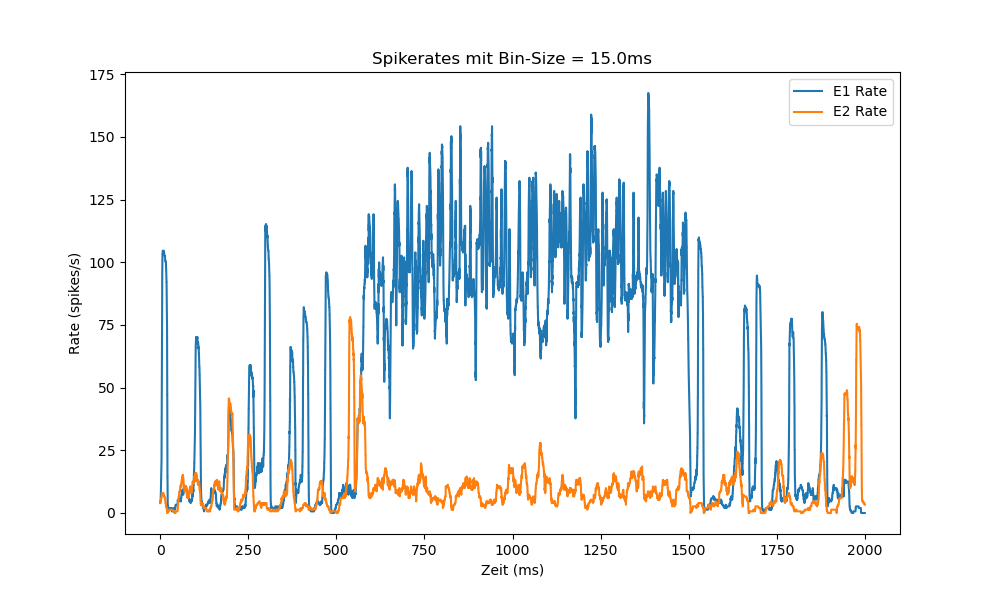 Spikerates mit Bin-Size = 15.0ms
E1 Rate
E2 Rate
175
150
125
100
75
50
25
0
Rate (spikes/s)
0 250 500 750 1000 1250 1500 1750 2000
Zeit (ms)